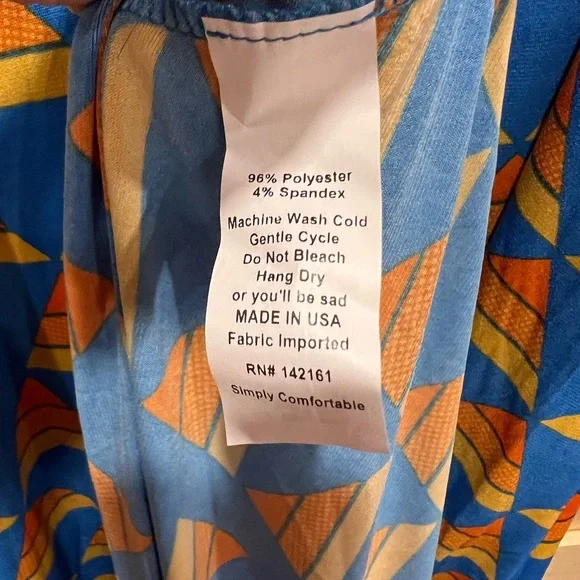 96% Polyester
4% Spandex
Machine Wash Cold
Gentle Cycle
Do Not Bleach
Hang Dry
or you'll be sad
MADE IN USA
Fabric Imported
RN# 142161
Simply Comfortable